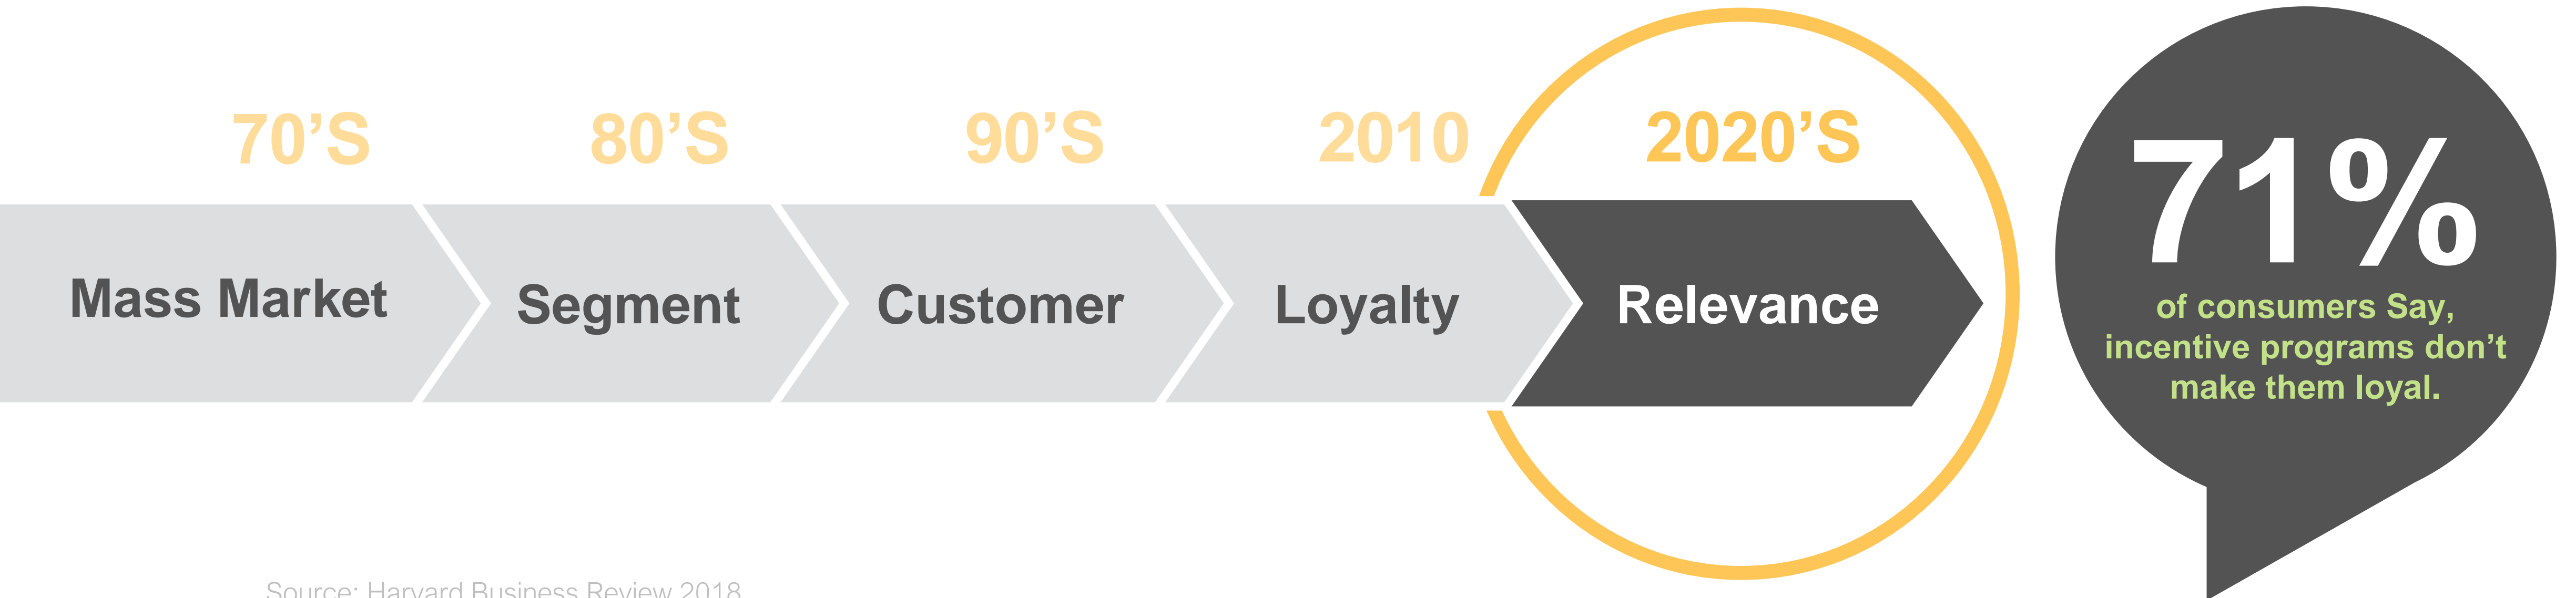 70’S
80’S
90’S
2010
2020’S
Mass Market
Segment
Customer
Loyalty
Relevance
71%
of consumers Say,
incentive programs don’t
make them loyal.
Source: Harvard Business Review 2018